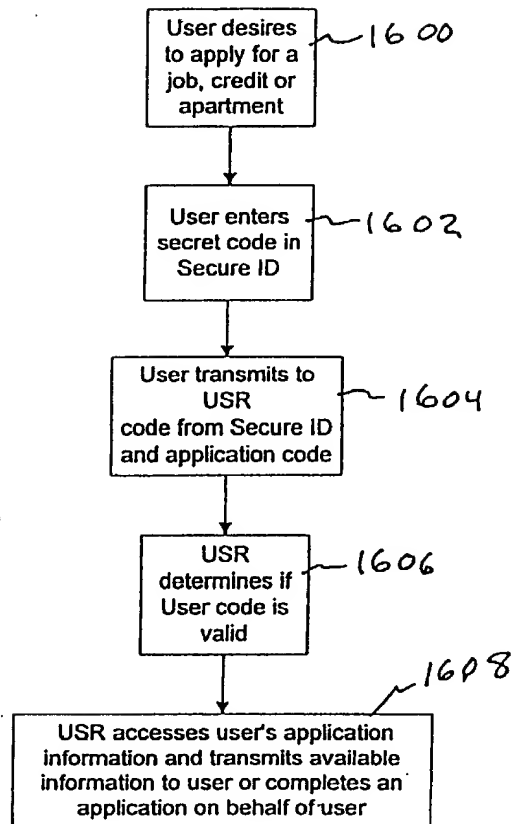 User desires
to apply for a
job, credit or
apartment
1600
User enters
secret code in
Secure ID
1602
User transmits to
USR
code from Secure ID
and application code
1604
USR
determines if
User code is
valid
1606
1608
USR accesses user's application
information and transmits available
information to user or completes an
application on behalf of user